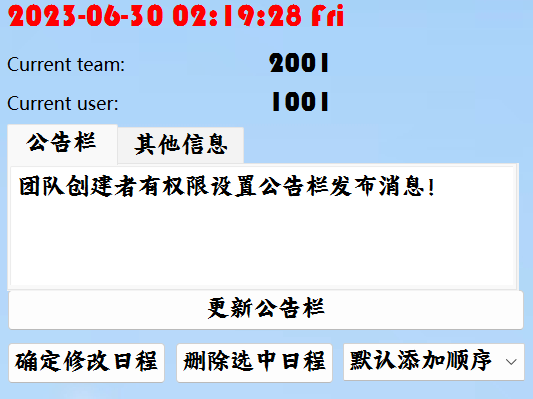 2023-06-30 02:19:28 Fri
Current team: 2001
Current user: 1001
公告栏 其他信息
团队创建者有权限设置公告栏发布消息!
更新公告栏
确定修改日程 删除选中日程 默认添加顺序